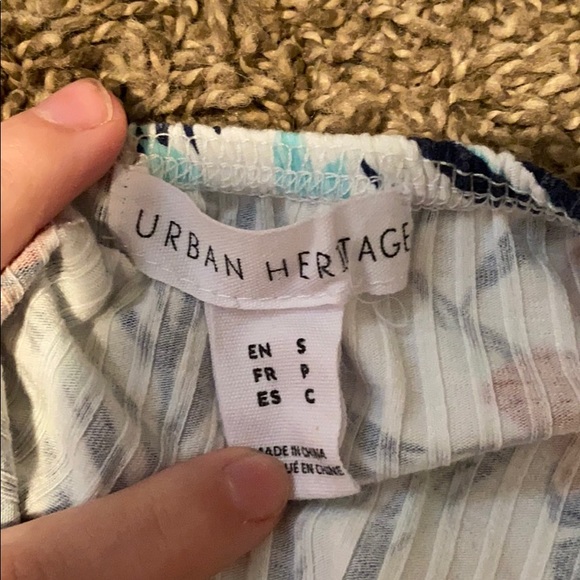 URBAN HERITAGE
EN S
FR P
ES C
MADE IN CHINA
EN CHINE